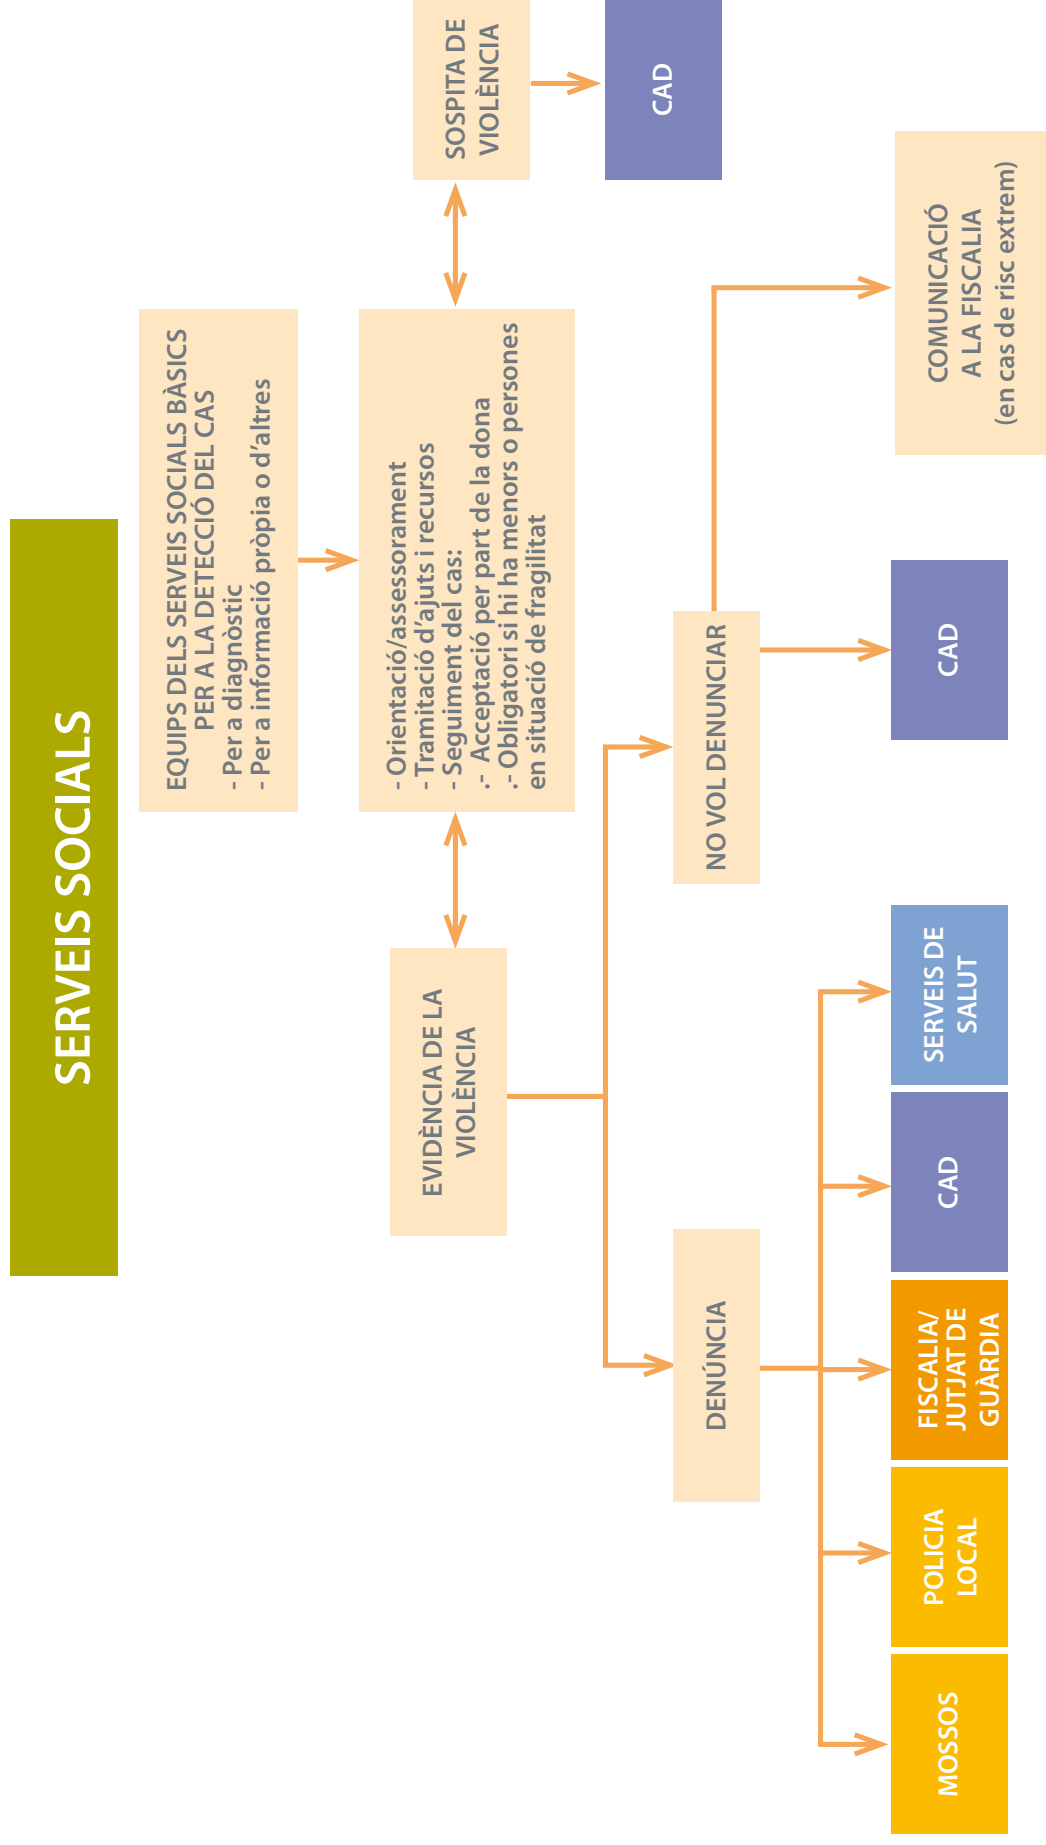 SERVEIS SOCIALS
EQUIPS DELS SERVEIS SOCIALS BÀSICS
PER A LA DETECCIÓ DEL CAS
- Per a diagnòstic
- Per a informació pròpia o d'altres
- Orientació/assessorament
- Tramitació d'ajuts i recursos
- Seguiment del cas:
.- Acceptació per part de la dona
.- Obligatori si hi ha menors o persones
en situació de fragilitat
EVIDÈNCIA DE LA
VIOLÈNCIA
SOSPITA DE
VIOLÈNCIA
CAD
DENÚNCIA
NO VOL DENUNCIAR
MOSSOS
POLICIA
LOCAL
FISCALIA/
JUTJAT DE
GUÀRDIA
CAD
SERVEIS DE
SALUT
CAD
COMUNICACIÓ
A LA FISCALIA
(en cas de risc extrem)